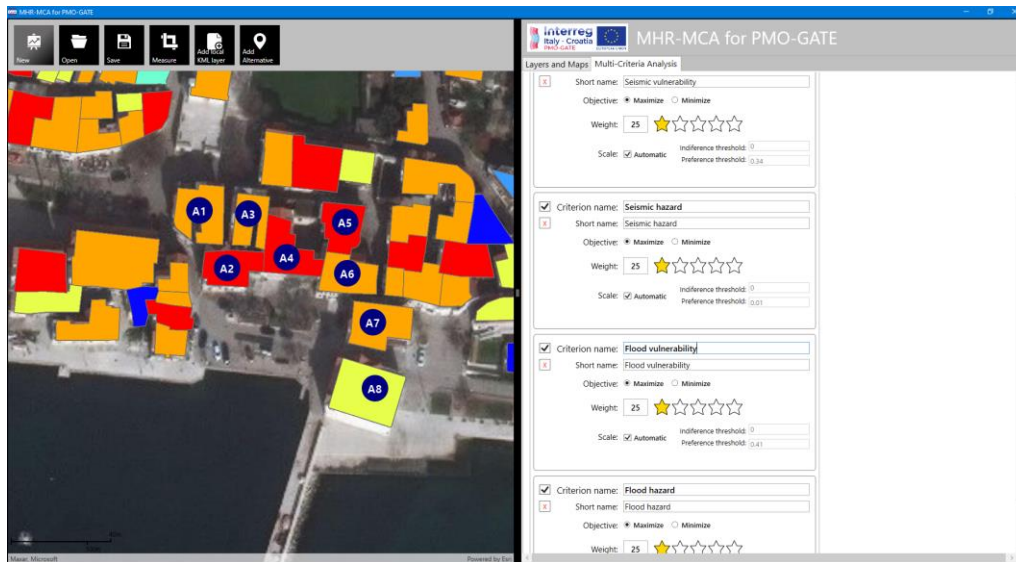 MHR-MCA for PMO-GATE
New
Open
Save
Measure
Add local
KML layer
Add
Alternative
A1
A3
A5
A2
A4
A6
A7
A8
Maxar, Microsoft
Powered by Esri
Interreg
Italy - Croatia
PMO-GATE
EUROPEAN UNION
MHR-MCA for PMO-GATE
Layers and Maps
Multi-Criteria Analysis
x
Short name: Seismic vulnerability
Objective: Maximize Minimize
Weight: 25
Scale: Automatic
Indiference threshold: 0
Preference threshold: 0.34
Criterion name: Seismic hazard
x
Short name: Seismic hazard
Objective: Maximize Minimize
Weight: 25
Scale: Automatic
Indiference threshold: 0
Preference threshold: 0.01
Criterion name: Flood vulnerability
x
Short name: Flood vulnerability
Objective: Maximize Minimize
Weight: 25
Scale: Automatic
Indiference threshold: 0
Preference threshold: 0.41
Criterion name: Flood hazard
x
Short name: Flood hazard
Objective: Maximize Minimize
Weight: 25